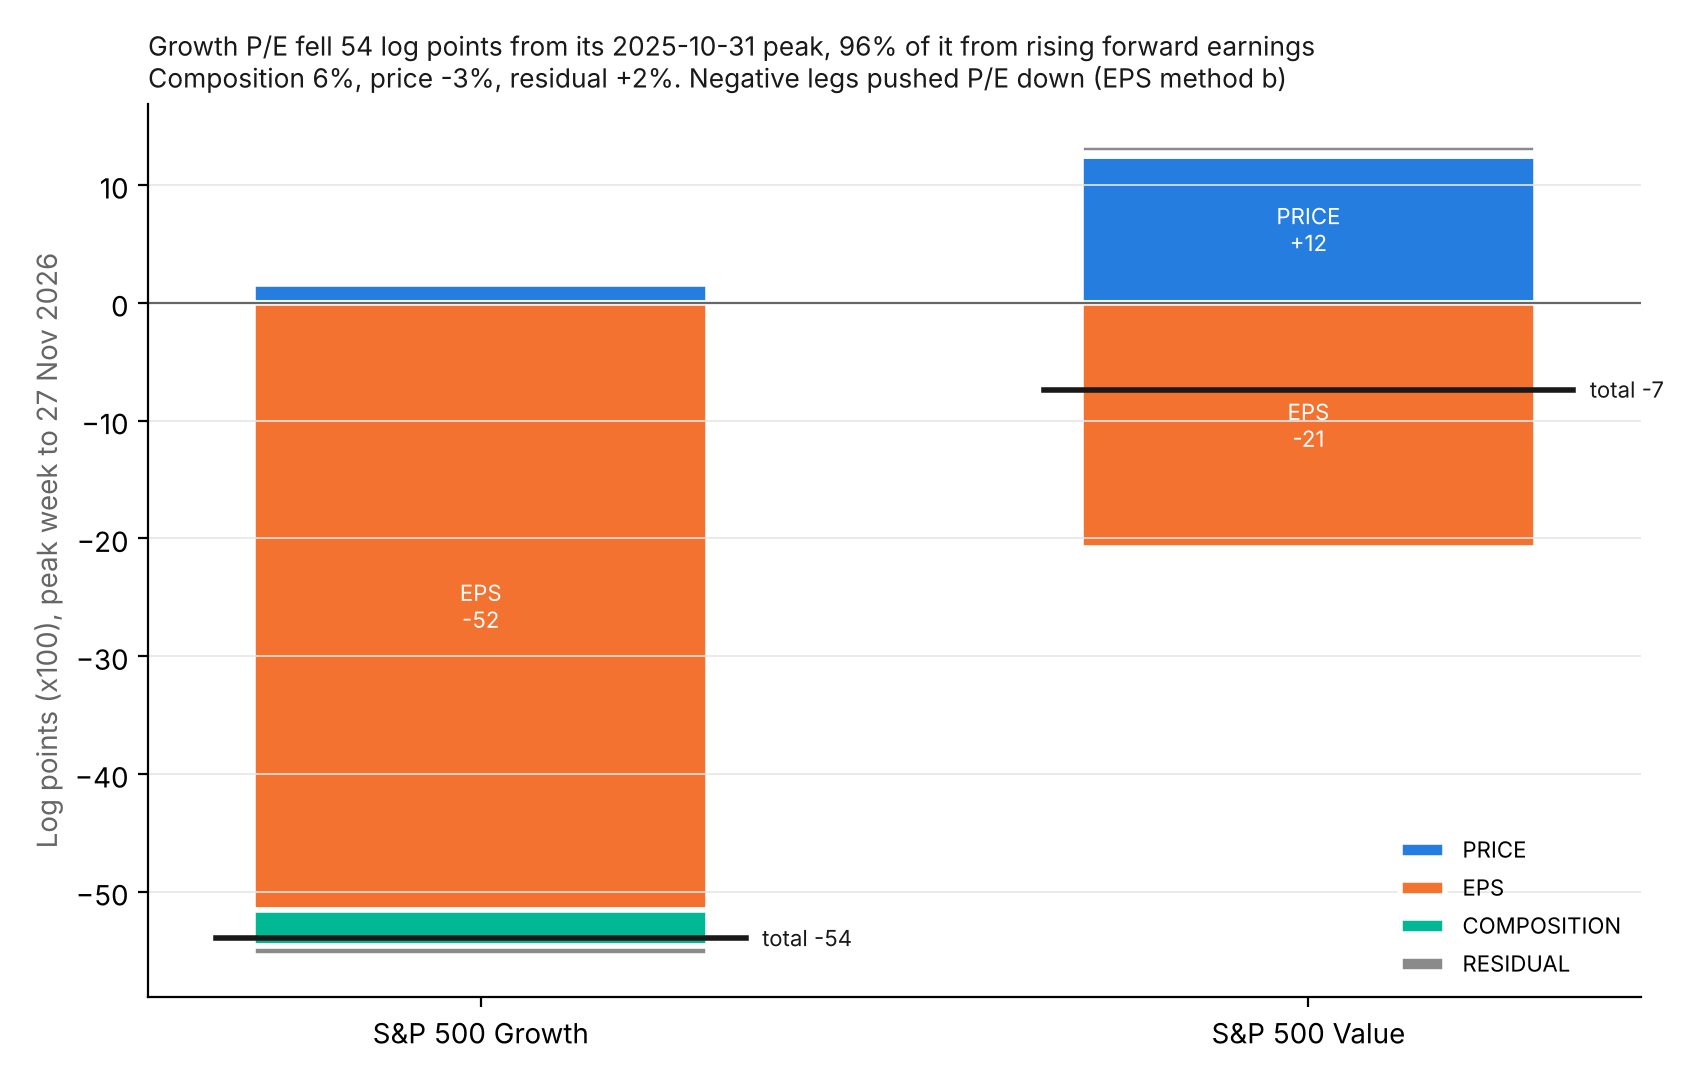 Growth P/E fell 54 log points from its 2025-10-31 peak, 96% of it from rising forward earnings
Composition 6%, price -3%, residual +2%. Negative legs pushed P/E down (EPS method b)
Log points (x100), peak week to 27 Nov 2026
10
0
−10
−20
−30
−40
−50
EPS
-52
total -54
PRICE
+12
total -7
EPS
-21
PRICE
EPS
COMPOSITION
RESIDUAL
S&P 500 Growth
S&P 500 Value